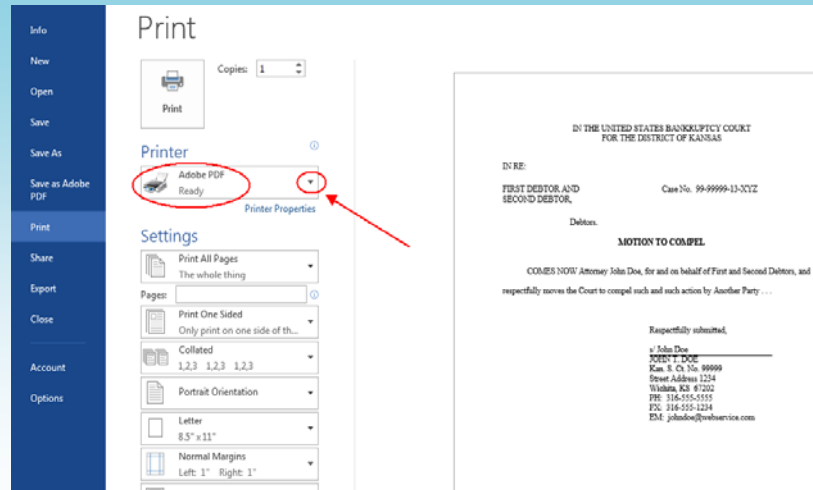 Info
New
Open
Save
Save As
Save as Adobe
PDF
Print
Share
Export
Close
Account
Options
Print
Copies: 1
Print
Printer
Adobe PDF
Ready
Printer Properties
Settings
Print All Pages
The whole thing
Pages:
Print One Sided
Only print on one side of th...
Collated
1,2,3 1,2,3 1,2,3
Portrait Orientation
Letter
8.5" x 11"
Normal Margins
Left: 1" Right: 1"
IN THE UNITED STATES BANKRUPTCY COURT
FOR THE DISTRICT OF KANSAS
IN RE:
FIRST DEBTOR AND Case No. 99-99999-13-XYZ
SECOND DEBTOR,
Debtors.
MOTION TO COMPEL
COMES NOW Attorney John Doe, for and on behalf of First and Second Debtors, and
respectfully moves the Court to compel such and such action by Another Party . . .
Respectfully submitted,
s/ John Doe
JOHN T. DOE
Kan. S. Ct. No. 99999
Street Address 1234
Wichita, KS 67202
PH: 316-555-5555
FX: 316-555-1234
EM: johndoe@webservice.com